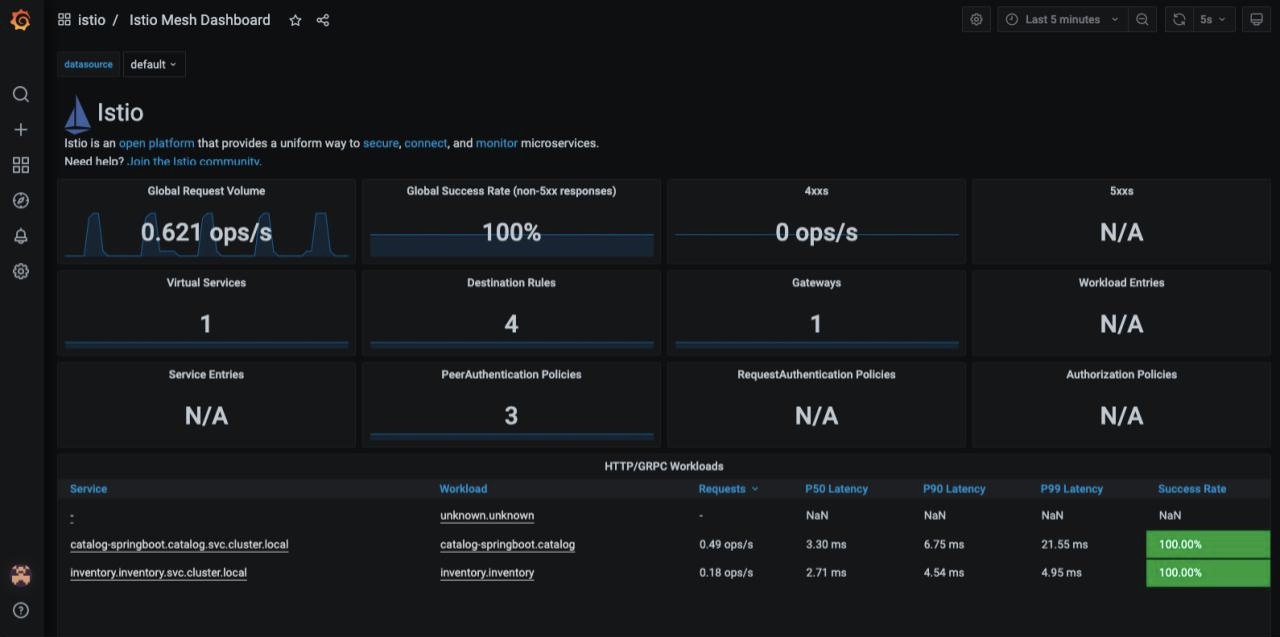 istio / Istio Mesh Dashboard
Last 5 minutes
5s
datasource default
Istio
Istio is an open platform that provides a uniform way to secure, connect, and monitor microservices.
Need help? Join the Istio community.
Global Request Volume
0.621 ops/s
Global Success Rate (non-5xx responses)
100%
4xxs
0 ops/s
5xxs
N/A
Virtual Services
1
Destination Rules
4
Gateways
1
Workload Entries
N/A
Service Entries
N/A
PeerAuthentication Policies
3
RequestAuthentication Policies
N/A
Authorization Policies
N/A
HTTP/GRPC Workloads
Service Workload Requests P50 Latency P90 Latency P99 Latency Success Rate
- unknown.unknown - NaN NaN NaN NaN
catalog-springboot.catalog.svc.cluster.local catalog-springboot.catalog 0.49 ops/s 3.30 ms 6.75 ms 21.55 ms 100.00%
inventory.inventory.svc.cluster.local inventory.inventory 0.18 ops/s 2.71 ms 4.54 ms 4.95 ms 100.00%